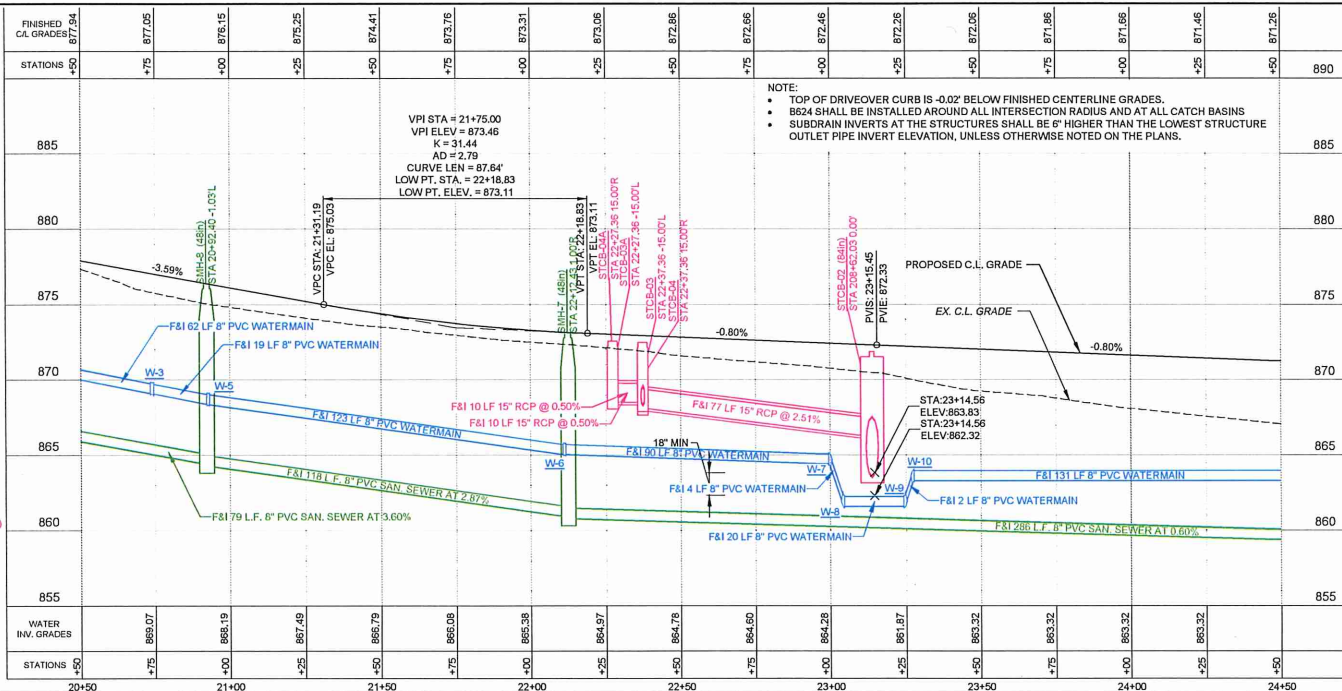 FINISHED
C/L GRADES
877.94
877.05
876.15
875.25
874.41
873.76
873.31
873.06
872.86
872.66
872.46
872.26
872.06
871.86
871.66
871.46
871.26
STATIONS
+50
+75
+00
+25
+50
+75
+00
+25
+50
+75
+00
+25
+50
+75
+00
+25
+50
890
NOTE:
• TOP OF DRIVEOVER CURB IS -0.02' BELOW FINISHED CENTERLINE GRADES.
• B624 SHALL BE INSTALLED AROUND ALL INTERSECTION RADIUS AND AT ALL CATCH BASINS
• SUBDRAIN INVERTS AT THE STRUCTURES SHALL BE 6" HIGHER THAN THE LOWEST STRUCTURE
OUTLET PIPE INVERT ELEVATION, UNLESS OTHERWISE NOTED ON THE PLANS.
VPI STA = 21+75.00
VPI ELEV = 873.46
K = 31.44
AD = 2.79
CURVE LEN = 87.64'
LOW PT. STA. = 22+18.83
LOW PT. ELEV. = 873.11
885
885
880
880
875
875
870
870
865
865
860
860
855
855
SMH-8 (48in)
STA 20+92.40 -1.03'L
VPC STA: 21+31.19
VPC EL: 875.03
SMH-7 (48in)
STA 22+12.43 1.00'R
VPT STA: 22+18.83
VPT EL: 873.11
STCB-04A
STA 22+27.36 15.00'R
STCB-03A
STA 22+27.36 -15.00'L
STCB-03
STA 22+37.36 -15.00'L
STCB-04
STA 22+37.36 15.00'R
STCB-02 (84in)
STA 208+62.03 0.00'
PVIS: 23+15.45
PVIE: 872.33
PROPOSED C.L. GRADE
EX. C.L. GRADE
-3.59%
-0.80%
-0.80%
F&I 62 LF 8" PVC WATERMAIN
F&I 19 LF 8" PVC WATERMAIN
W-3
W-5
F&I 123 LF 8" PVC WATERMAIN
F&I 10 LF 15" RCP @ 0.50%
F&I 10 LF 15" RCP @ 0.50%
F&I 77 LF 15" RCP @ 2.51%
STA:23+14.56
ELEV:863.83
STA:23+14.56
ELEV:862.32
18" MIN
F&I 90 LF 8" PVC WATERMAIN
W-6
W-7
W-10
F&I 4 LF 8" PVC WATERMAIN
W-9
F&I 131 LF 8" PVC WATERMAIN
F&I 2 LF 8" PVC WATERMAIN
W-8
F&I 20 LF 8" PVC WATERMAIN
F&I 118 L.F. 8" PVC SAN. SEWER AT 2.87%
F&I 79 L.F. 8" PVC SAN. SEWER AT 3.60%
F&I 286 L.F. 8" PVC SAN. SEWER AT 0.60%
WATER
INV. GRADES
869.07
868.19
867.49
866.79
866.08
865.38
864.97
864.78
864.60
864.28
861.87
863.32
863.32
863.32
863.32
STATIONS
+50
+75
+00
+25
+50
+75
+00
+25
+50
+75
+00
+25
+50
+75
+00
+25
+50
20+50
21+00
21+50
22+00
22+50
23+00
23+50
24+00
24+50